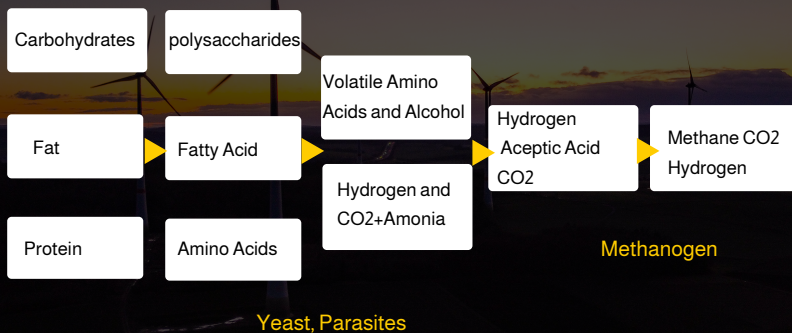 Carbohydrates
polysaccharides
Volatile Amino
Acids and Alcohol
Fat
Fatty Acid
Hydrogen
Aceptic Acid
CO2
Methane CO2
Hydrogen
Hydrogen and
CO2+Amonia
Protein
Amino Acids
Methanogen
Yeast, Parasites